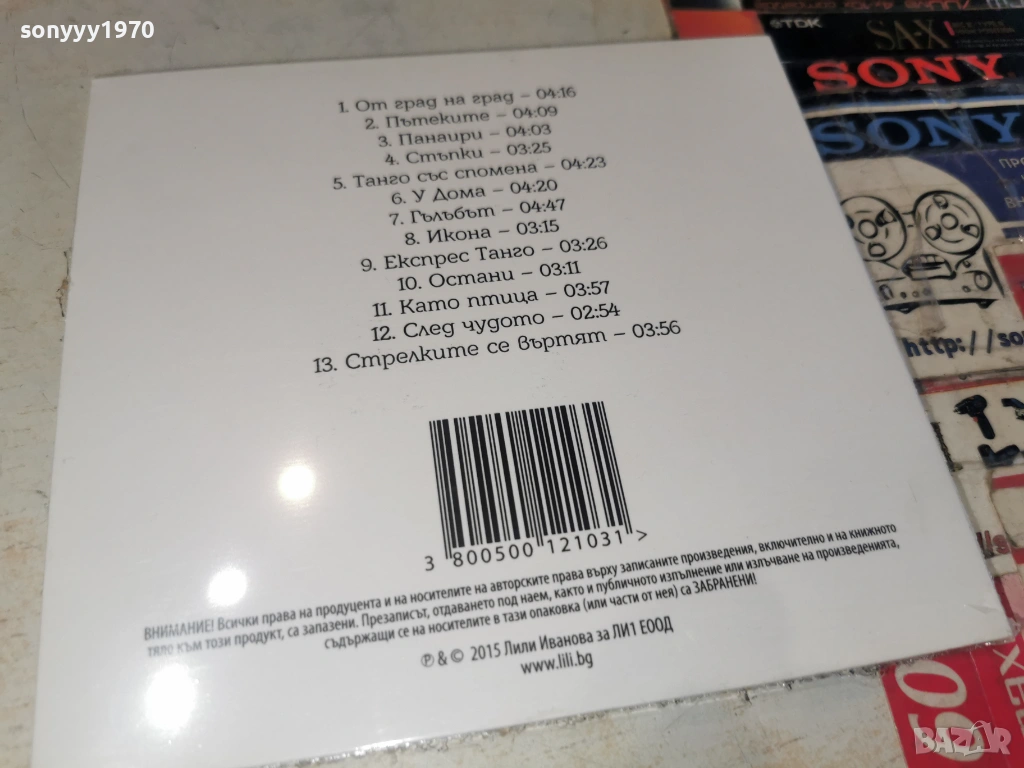 sonyyy1970
1. От град на град – 04:16
2. Пътеките – 04:09
3. Панаири – 04:03
4. Стъпки – 03:25
5. Танго със спомена – 04:23
6. У Дома – 04:20
7. Гълъбът – 04:47
8. Икона – 03:15
9. Експрес Танго – 03:26
10. Остани – 03:11
11. Като птица – 03:57
12. След чудото – 02:54
13. Стрелките се въртят – 03:56
3 800500 121031 >
ВНИМАНИЕ! Всички права на продуцента и на носителите на авторските права върху записаните произведения, включително и на книжното
тяло към този продукт, са запазени. Презаписът, отдаването под наем, както и публичното изпълнение или излъчване на произведенията,
съдържащи се на носителите в тази опаковка (или части от нея) са ЗАБРАНЕНИ!
℗ & © 2015 Лили Иванова за ЛИ1 ЕООД
www.lili.bg
TDK
SA-X
SONY
SONY
http://so
BAZAR